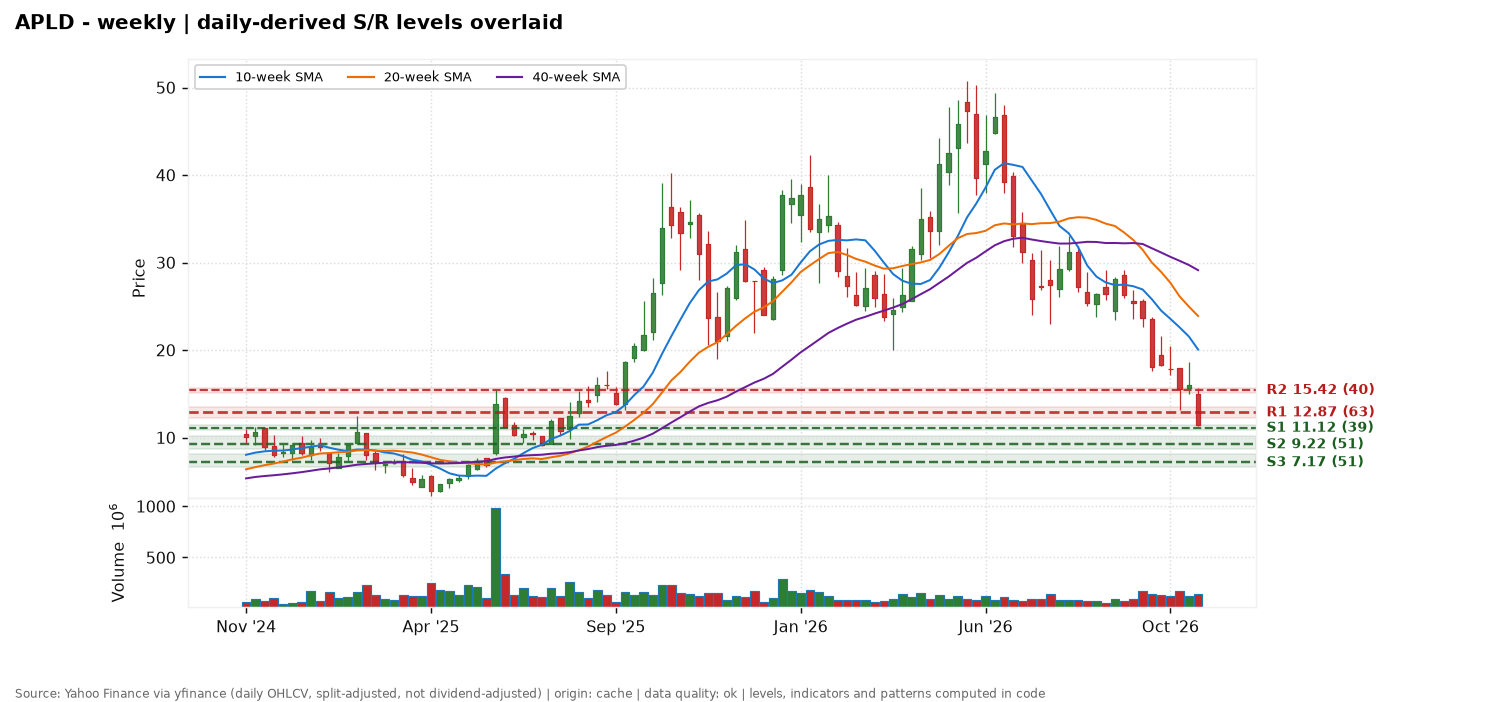 APLD - weekly | daily-derived S/R levels overlaid
10-week SMA 20-week SMA 40-week SMA
50
40
30
20
10
Price
R2 15.42 (40)
R1 12.87 (63)
S1 11.12 (39)
S2 9.22 (51)
S3 7.17 (51)
1000
500
Volume 10⁶
Nov '24 Apr '25 Sep '25 Jan '26 Jun '26 Oct '26
Source: Yahoo Finance via yfinance (daily OHLCV, split-adjusted, not dividend-adjusted) | origin: cache | data quality: ok | levels, indicators and patterns computed in code